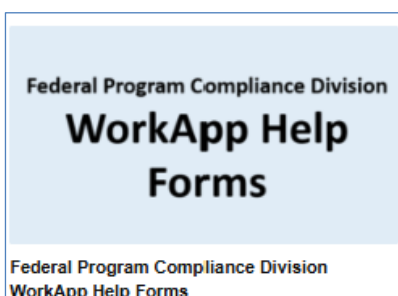 Federal Program Compliance Division
WorkApp Help
Forms
Federal Program Compliance Division
WorkApp Help Forms